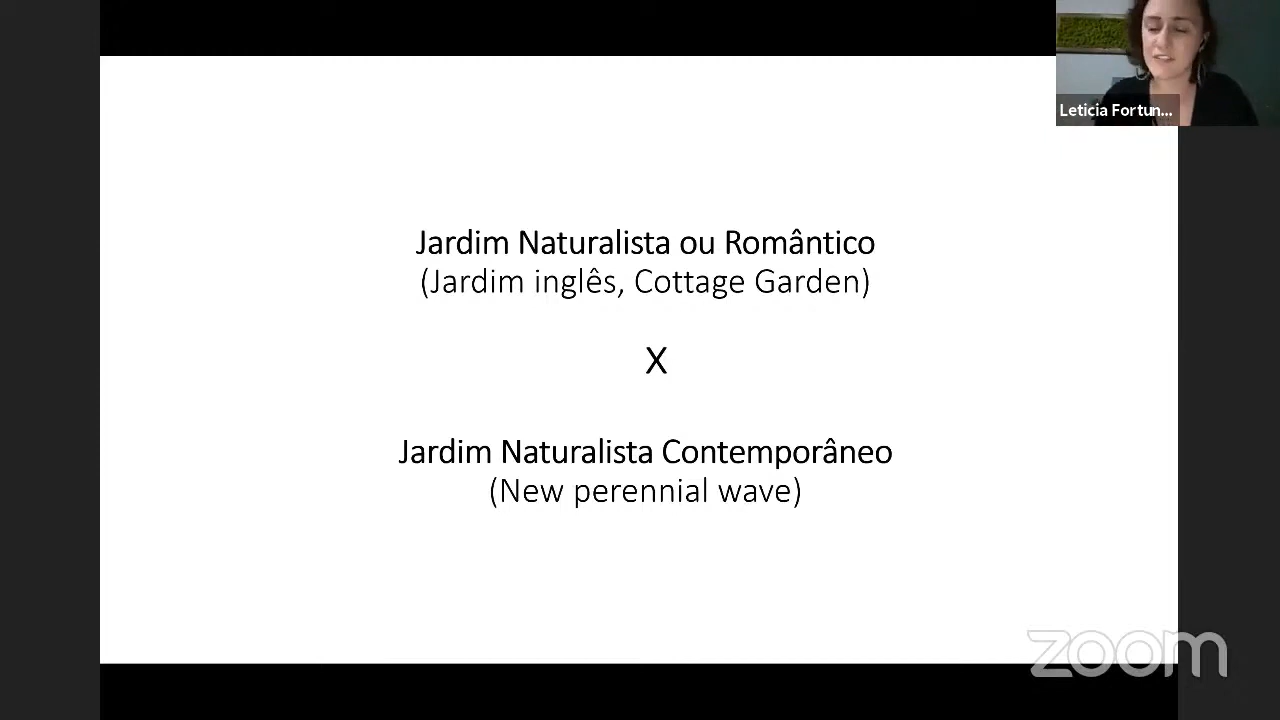 Leticia Fortun...
Jardim Naturalista ou Romântico
(Jardim inglês, Cottage Garden)
X
Jardim Naturalista Contemporâneo
(New perennial wave)
zoom